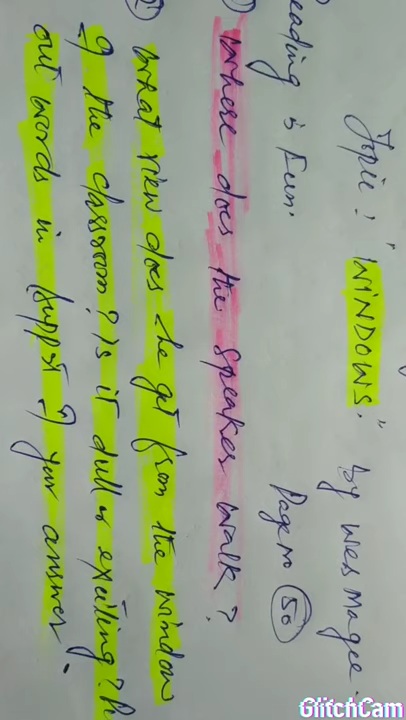 Topic: "WINDOWS." by Wes Magee.
Reading is Fun. Page no 50
Where does the speaker walk?
2) What view does he get from the window
of the classroom? Is it dull or exciting?
out words in support of your answer.
GlitchCam